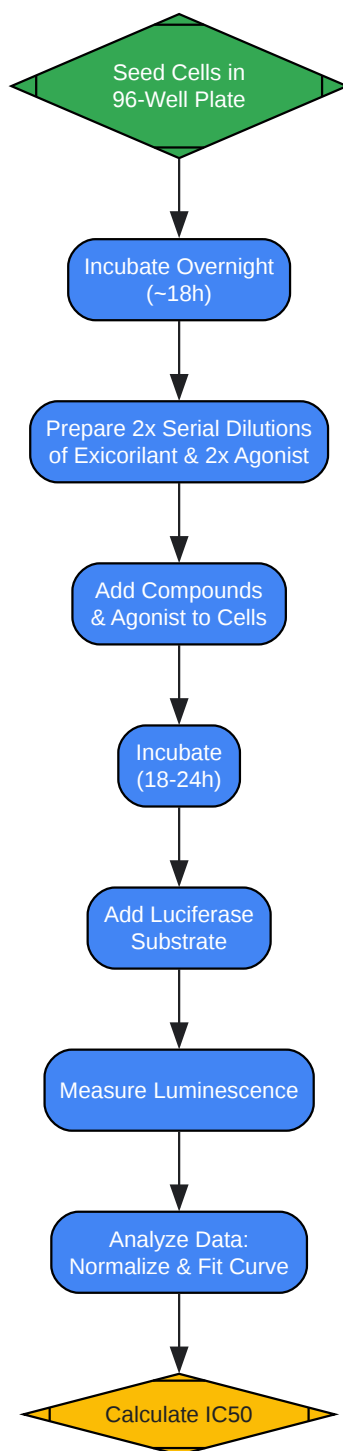 Seed Cells in
96-Well Plate
Incubate Overnight
(~18h)
Prepare 2x Serial Dilutions
of Exicorilant & 2x Agonist
Add Compounds
& Agonist to Cells
Incubate
(18-24h)
Add Luciferase
Substrate
Measure Luminescence
Analyze Data:
Normalize & Fit Curve
Calculate IC50